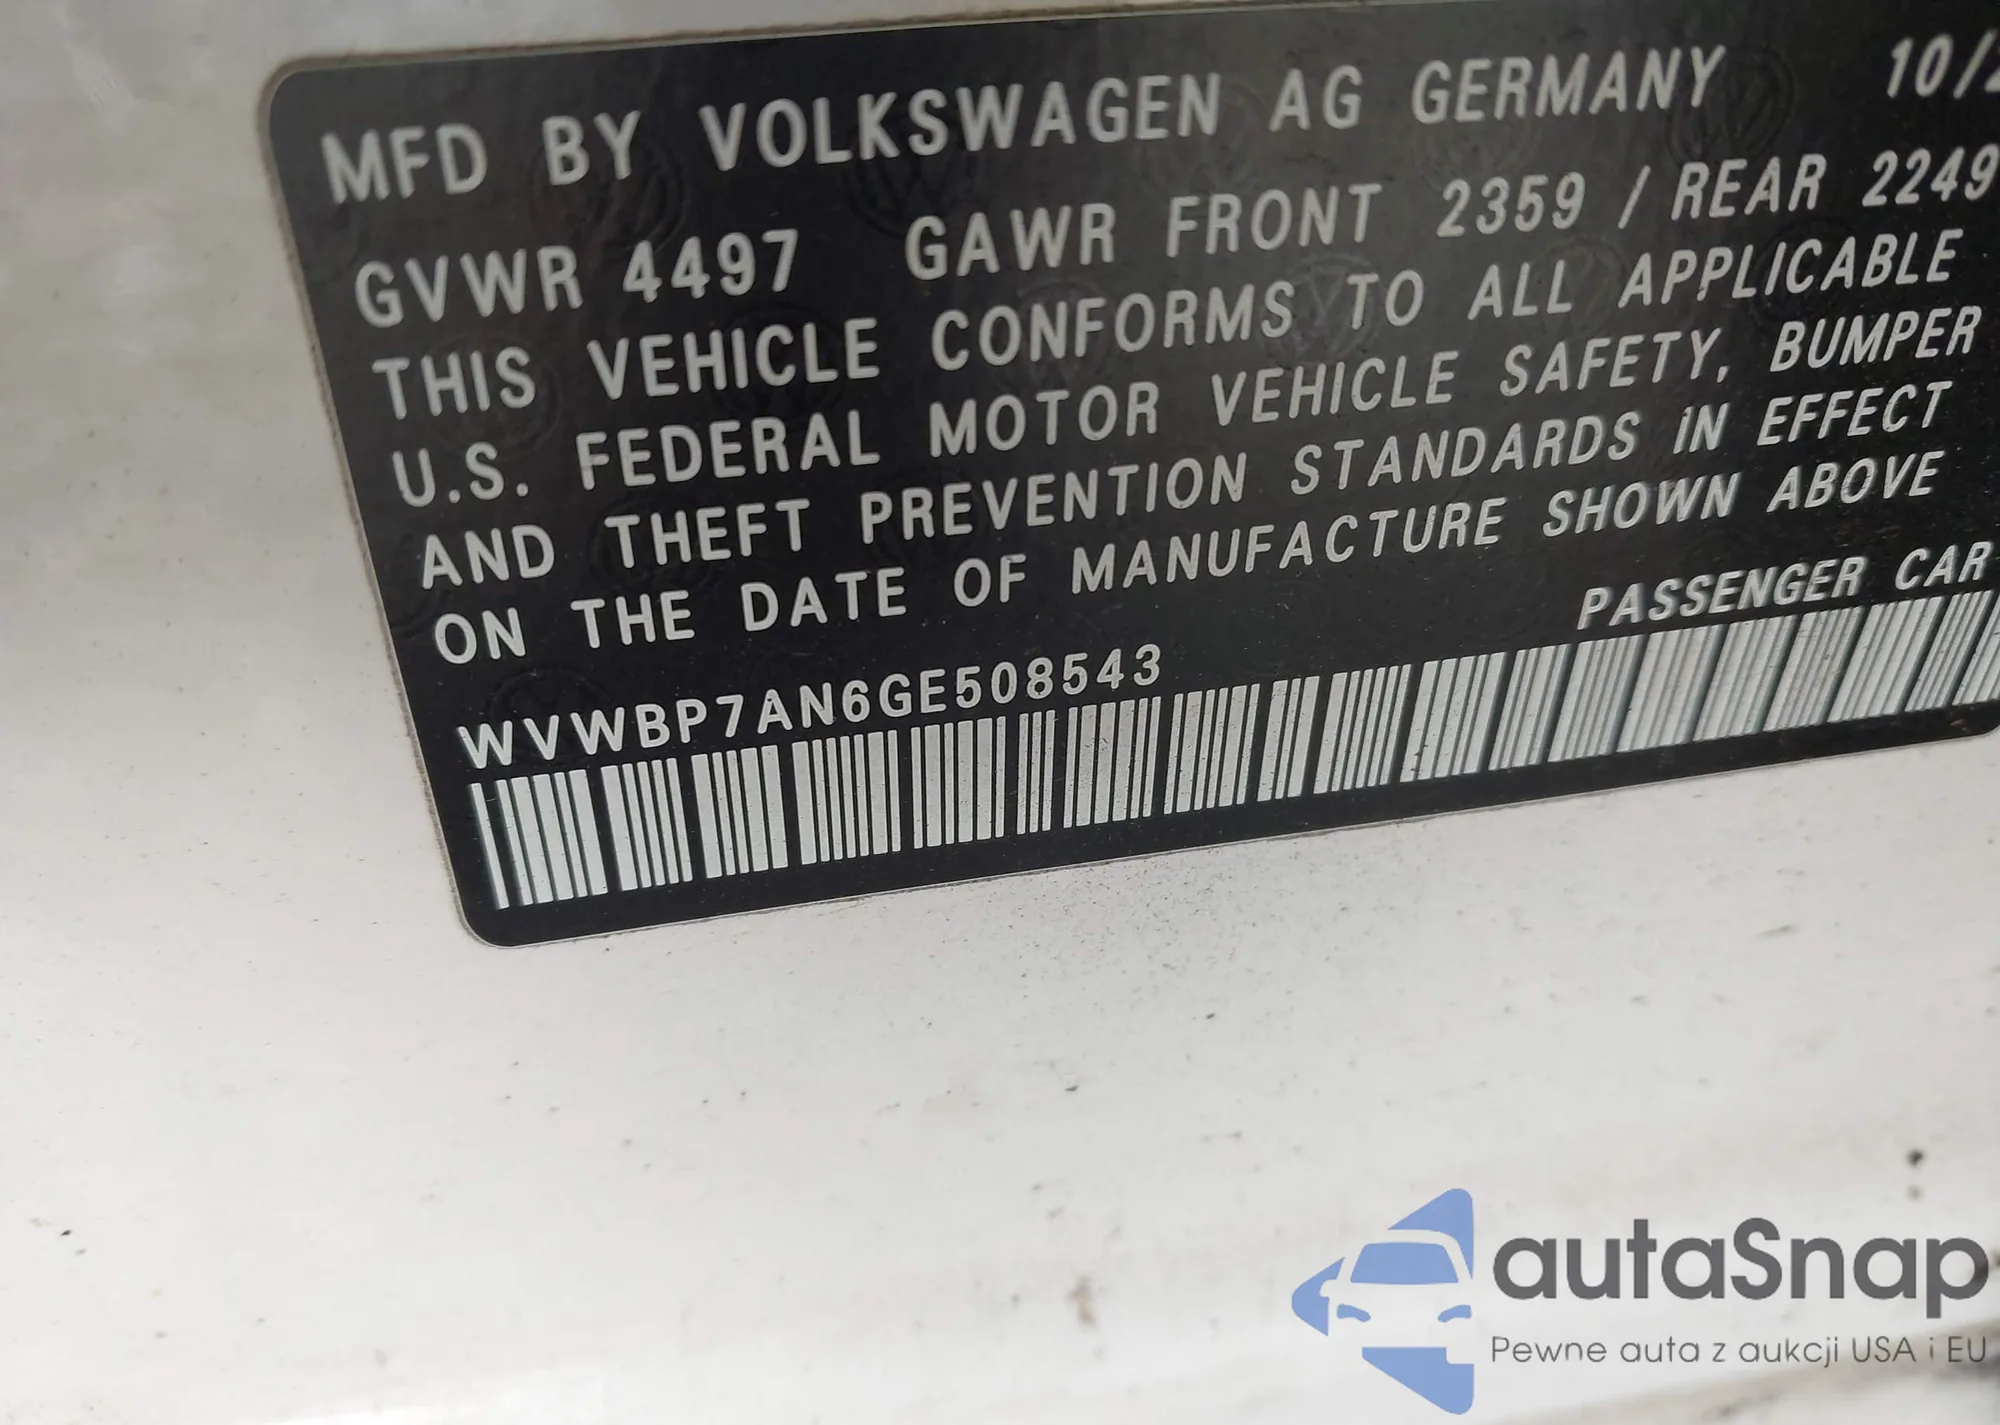 MFD BY VOLKSWAGEN AG GERMANY 10/2
GVWR 4497 GAWR FRONT 2359 / REAR 2249
THIS VEHICLE CONFORMS TO ALL APPLICABLE
U.S. FEDERAL MOTOR VEHICLE SAFETY, BUMPER
AND THEFT PREVENTION STANDARDS IN EFFECT
ON THE DATE OF MANUFACTURE SHOWN ABOVE
PASSENGER CAR
WVWBP7AN6GE508543
autaSnap
Pewne auta z aukcji USA i EU